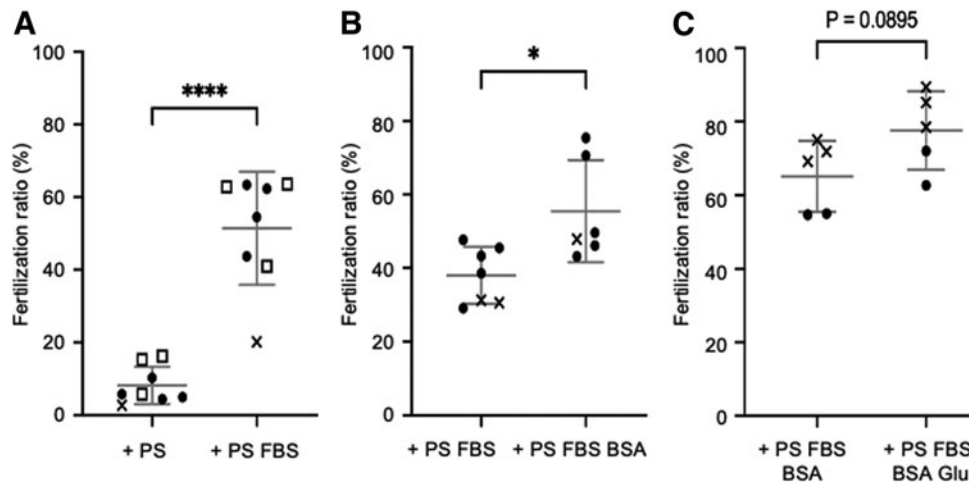 A
Fertilization ratio (%)
100
80
60
40
20
0
****
+ PS
+ PS FBS
B
Fertilization ratio (%)
100
80
60
40
20
0
*
+ PS FBS
+ PS FBS BSA
C
Fertilization ratio (%)
100
80
60
40
20
0
P = 0.0895
+ PS FBS
BSA
+ PS FBS
BSA Glu